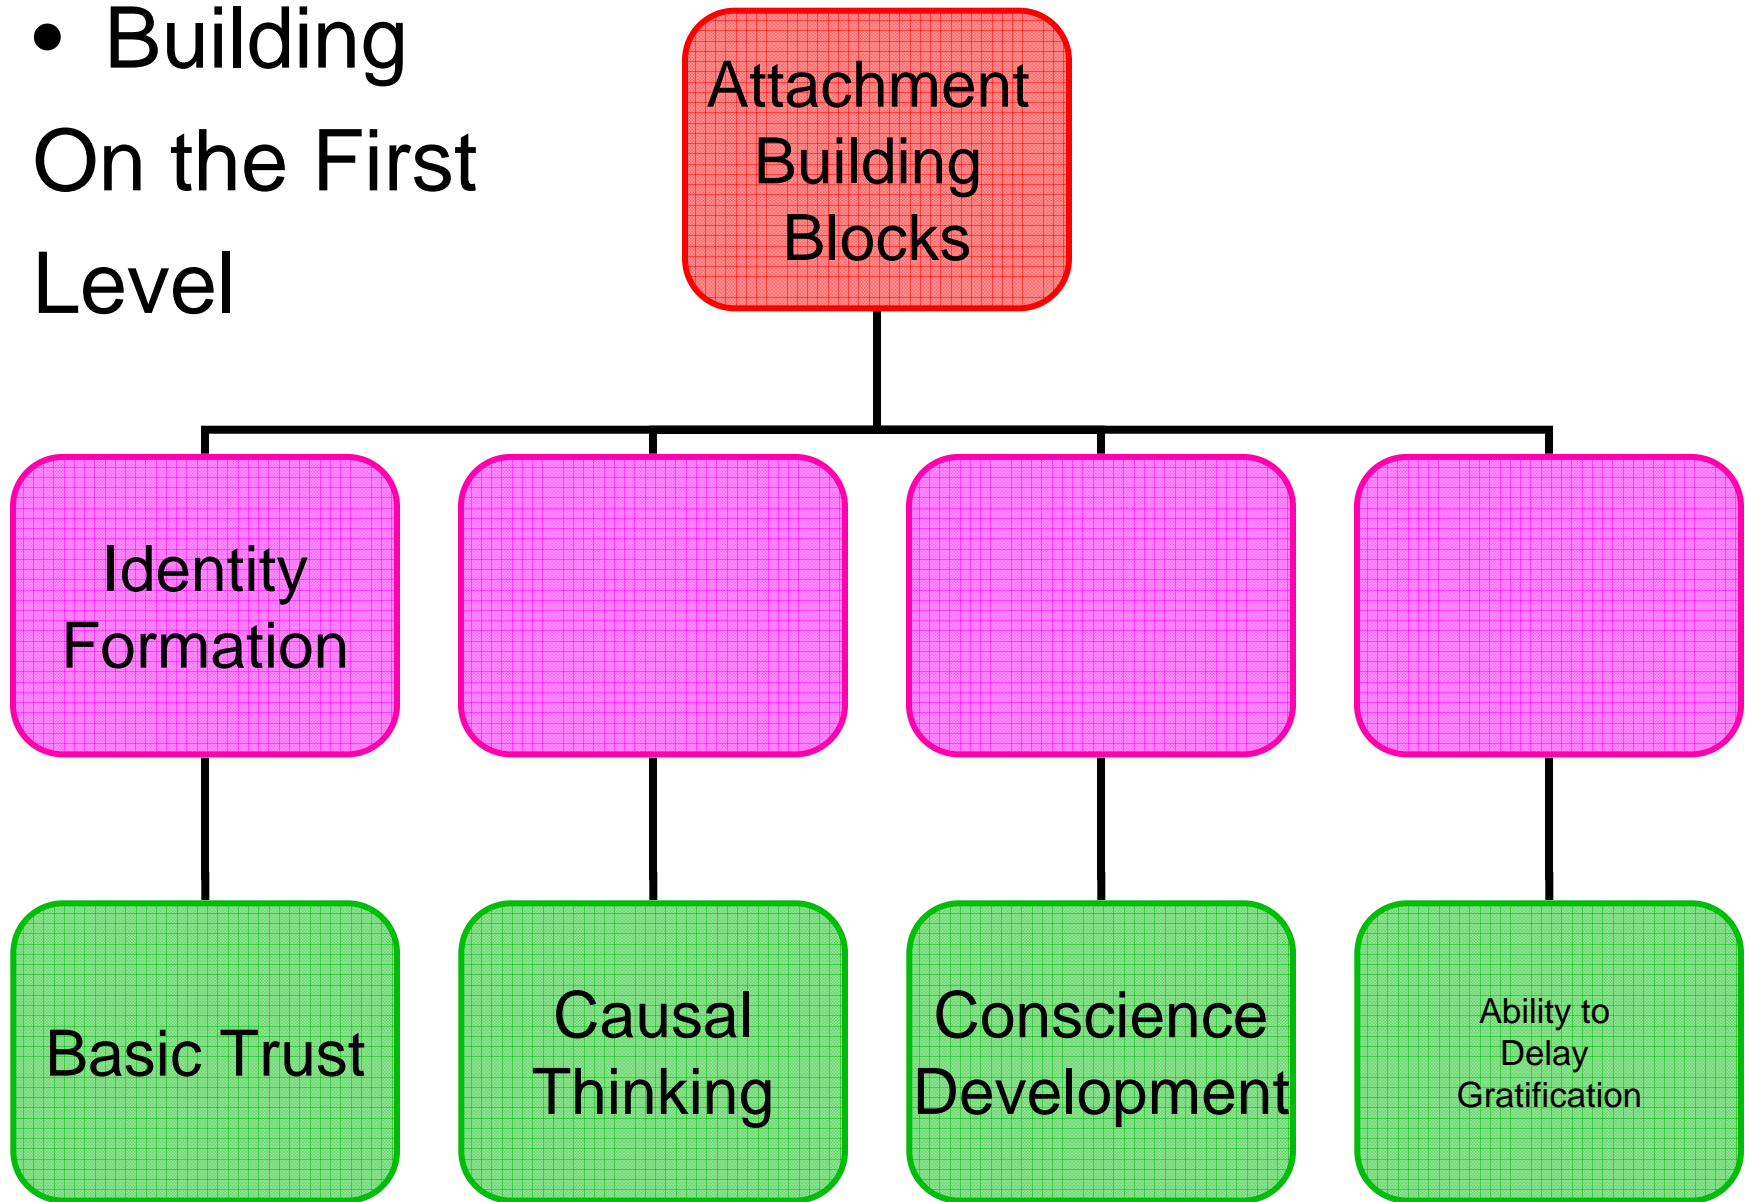 • Building
On the First
Level
Attachment
Building
Blocks
Identity
Formation
Basic Trust
Causal
Thinking
Conscience
Development
Ability to
Delay
Gratification